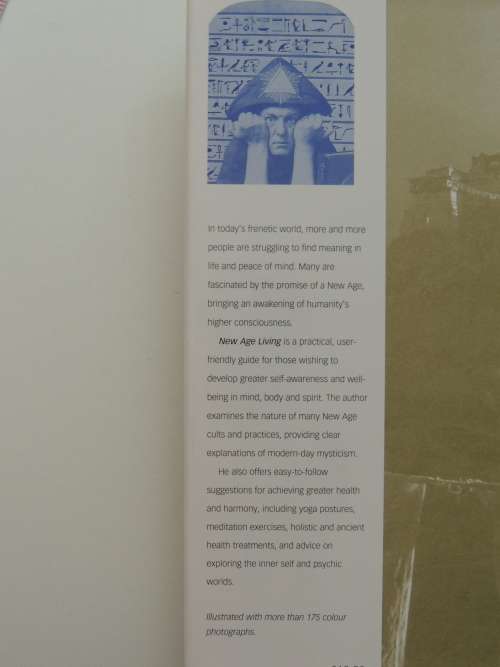 In today's frenetic world, more and more
people are struggling to find meaning in
life and peace of mind. Many are
fascinated by the promise of a New Age,
bringing an awakening of humanity's
higher consciousness.
New Age Living is a practical, user-
friendly guide for those wishing to
develop greater self-awareness and well-
being in mind, body and spirit. The author
examines the nature of many New Age
cults and practices, providing clear
explanations of modern-day mysticism.
He also offers easy-to-follow
suggestions for achieving greater health
and harmony, including yoga postures,
meditation exercises, holistic and ancient
health treatments, and advice on
exploring the inner self and psychic
worlds.
Illustrated with more than 175 colour
photographs.